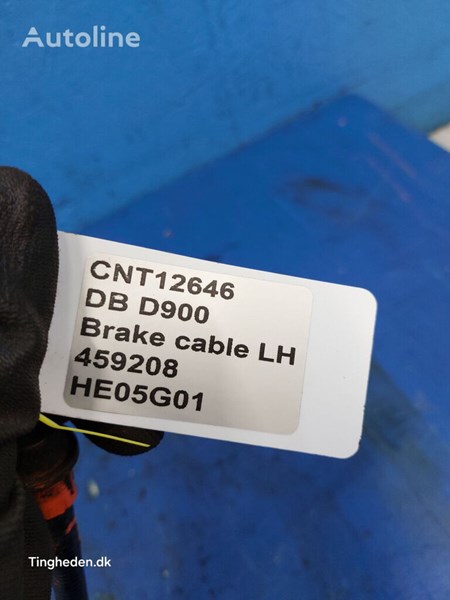 Autoline
CNT12646
DB D900
Brake cable LH
459208
HE05G01
Tingheden.dk